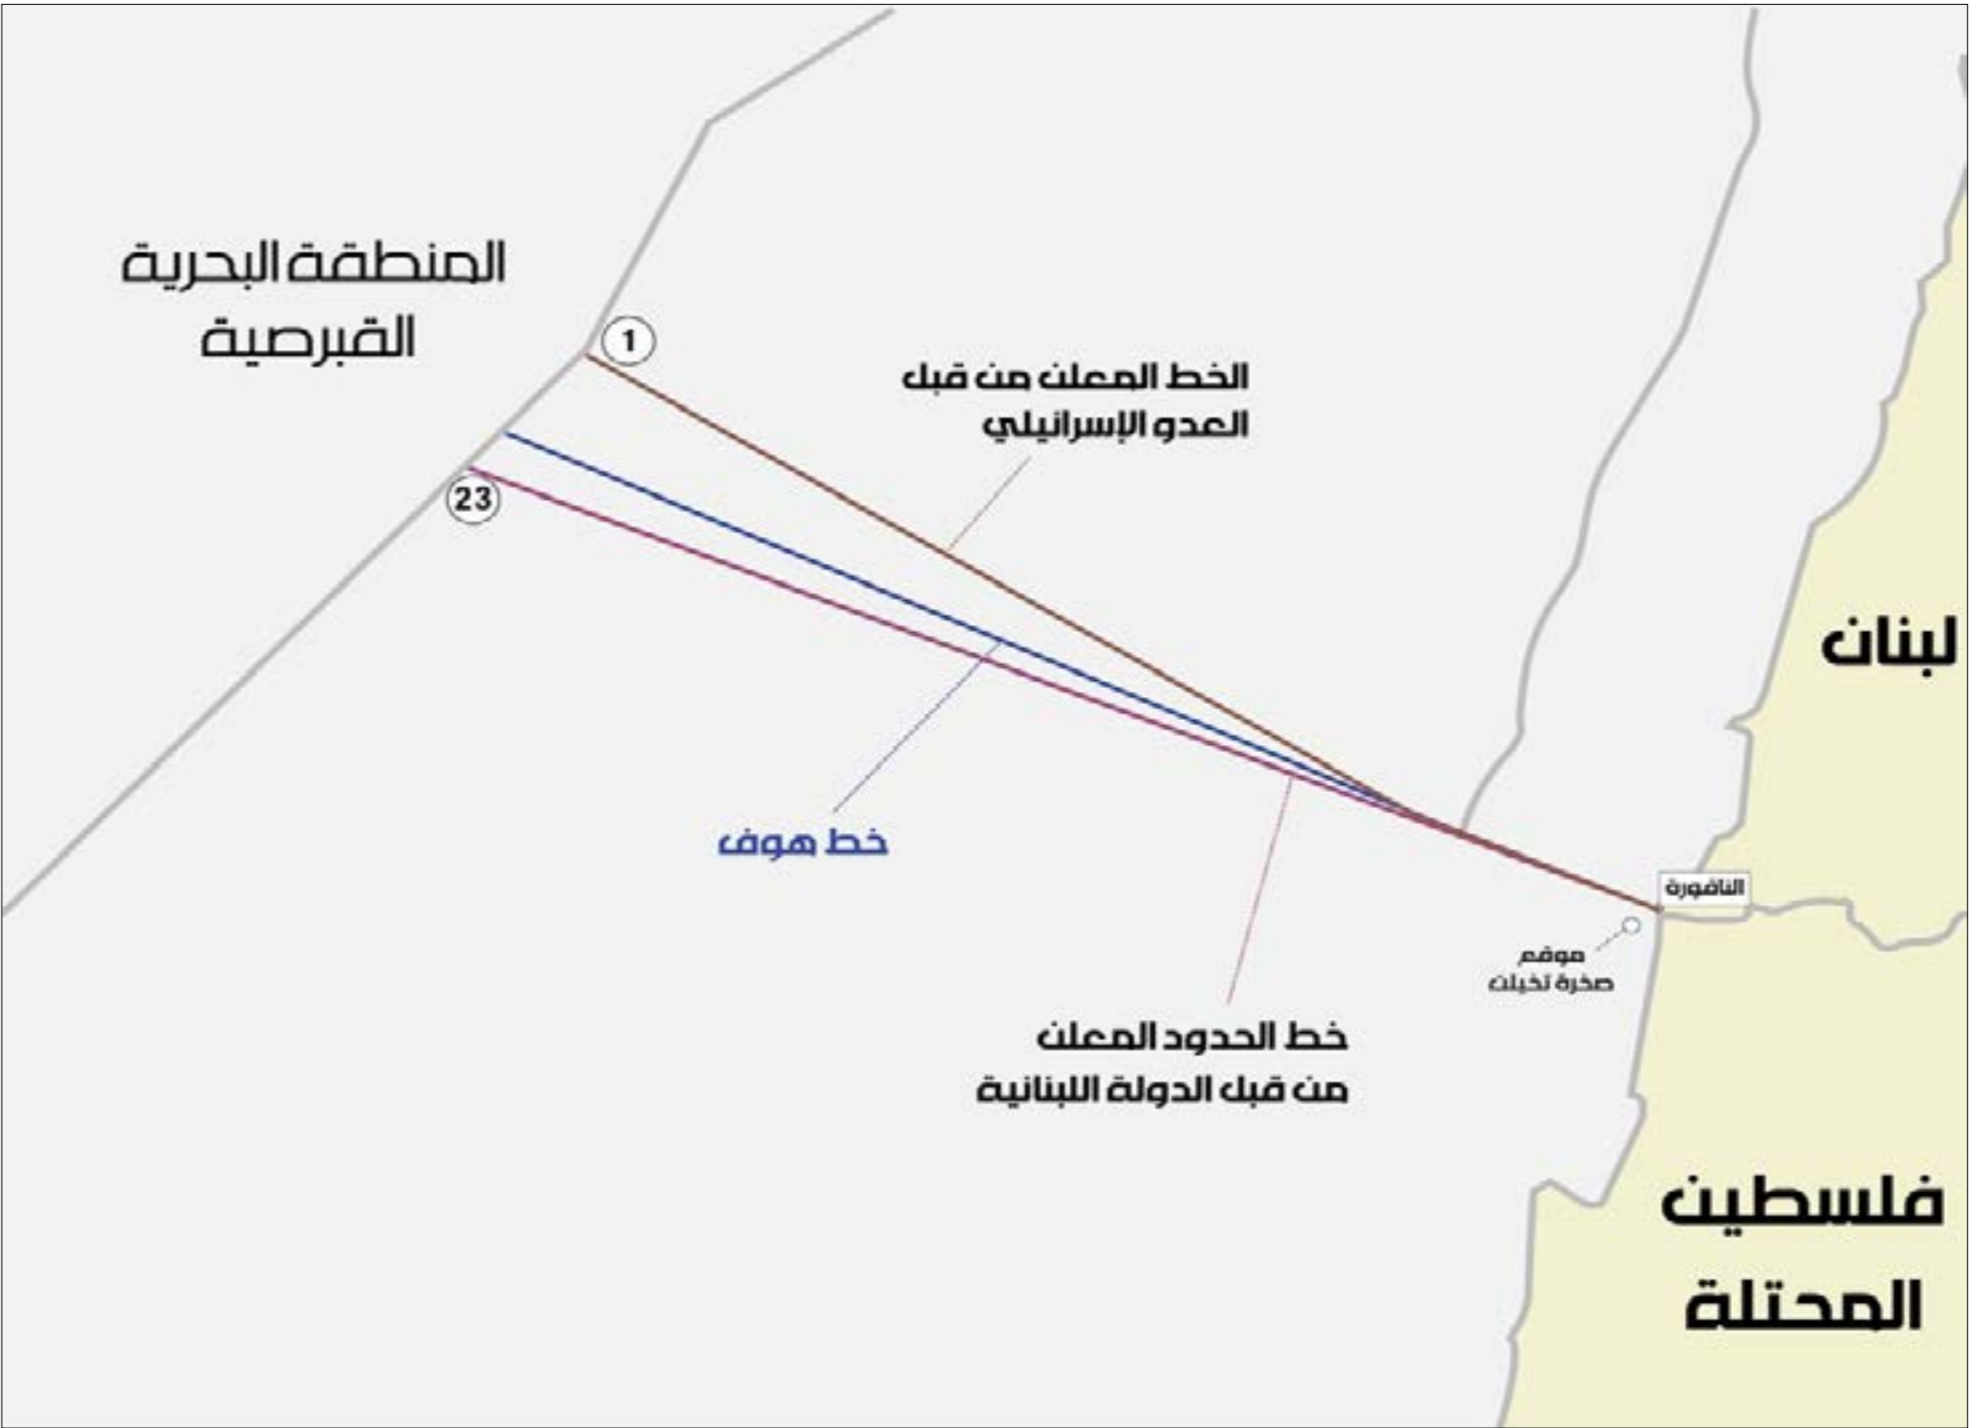 المنطقة البحرية
القبرصية
1
23
الخط المعلن من قبل
العدو الإسرائيلي
خط هوف
لبنان
الناقورة
موقع
صخرة تخيلت
خط الحدود المعلن
من قبل الدولة اللبنانية
فلسطين
المحتلة